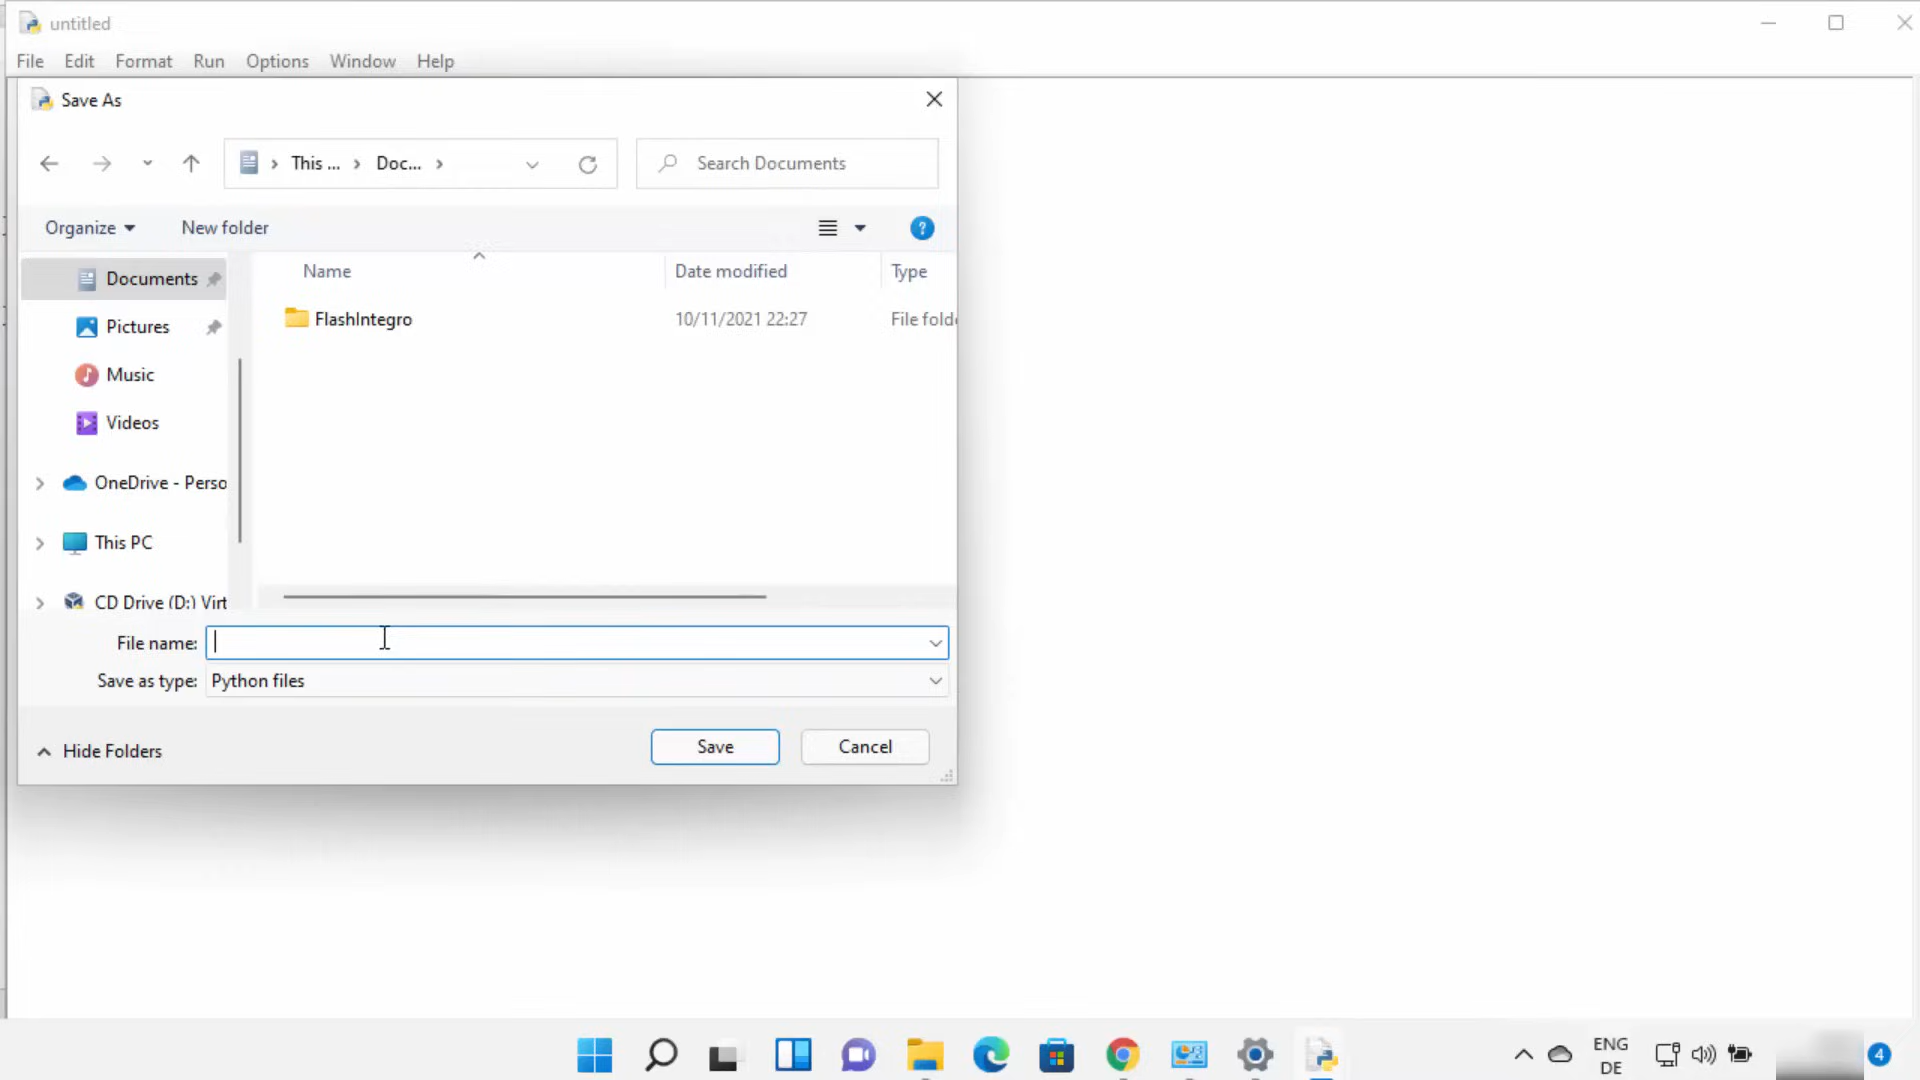 untitled
File Edit Format Run Options Window Help
Save As
This ... Doc...
Search Documents
Organize New folder
Name Date modified Type
Documents
FlashIntegro 10/11/2021 22:27 File folde
Pictures
Music
Videos
OneDrive - Perso
This PC
CD Drive (D:) Virt
File name:
Save as type: Python files
Hide Folders
Save
Cancel
ENG
DE
4